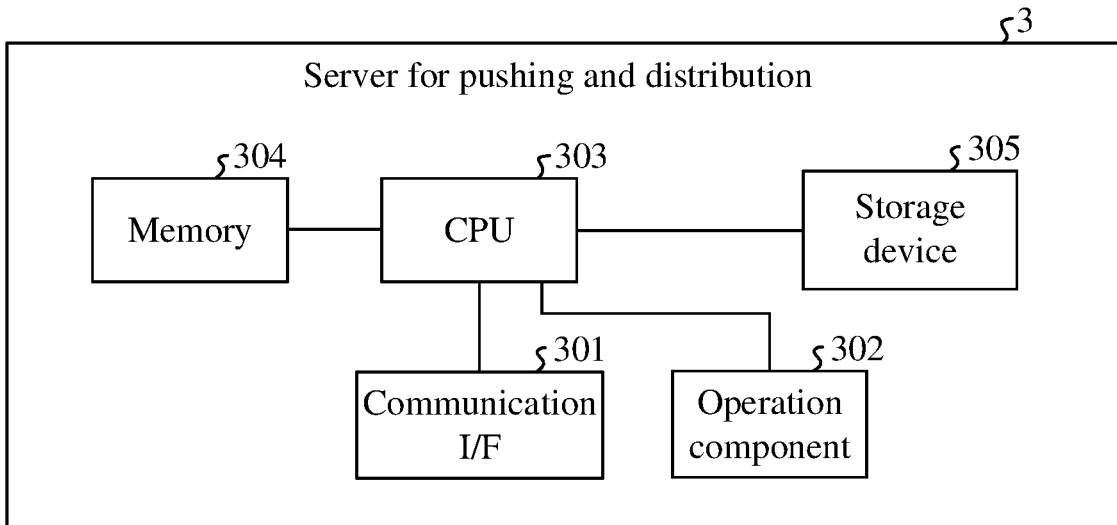 3
Server for pushing and distribution
304
303
305
Memory
CPU
Storage
device
301
302
Communication
I/F
Operation
component